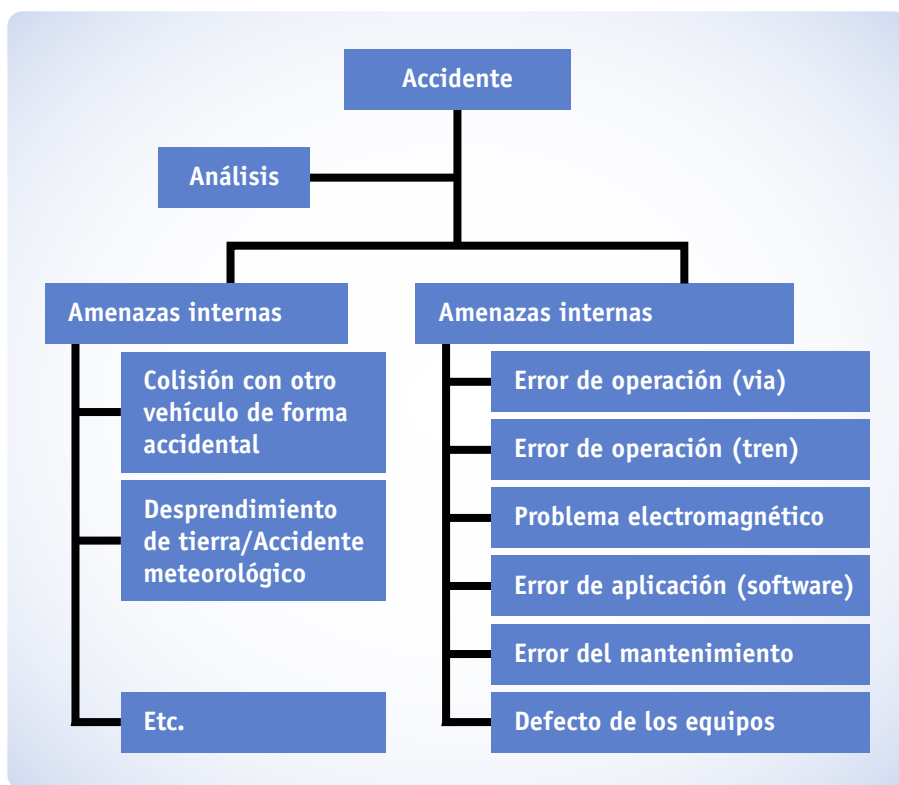 Accidente
Análisis
Amenazas internas
Colisión con otro
vehículo de forma
accidental
Desprendimiento
de tierra/Accidente
meteorológico
Etc.
Amenazas internas
Error de operación (via)
Error de operación (tren)
Problema electromagnético
Error de aplicación (software)
Error del mantenimiento
Defecto de los equipos